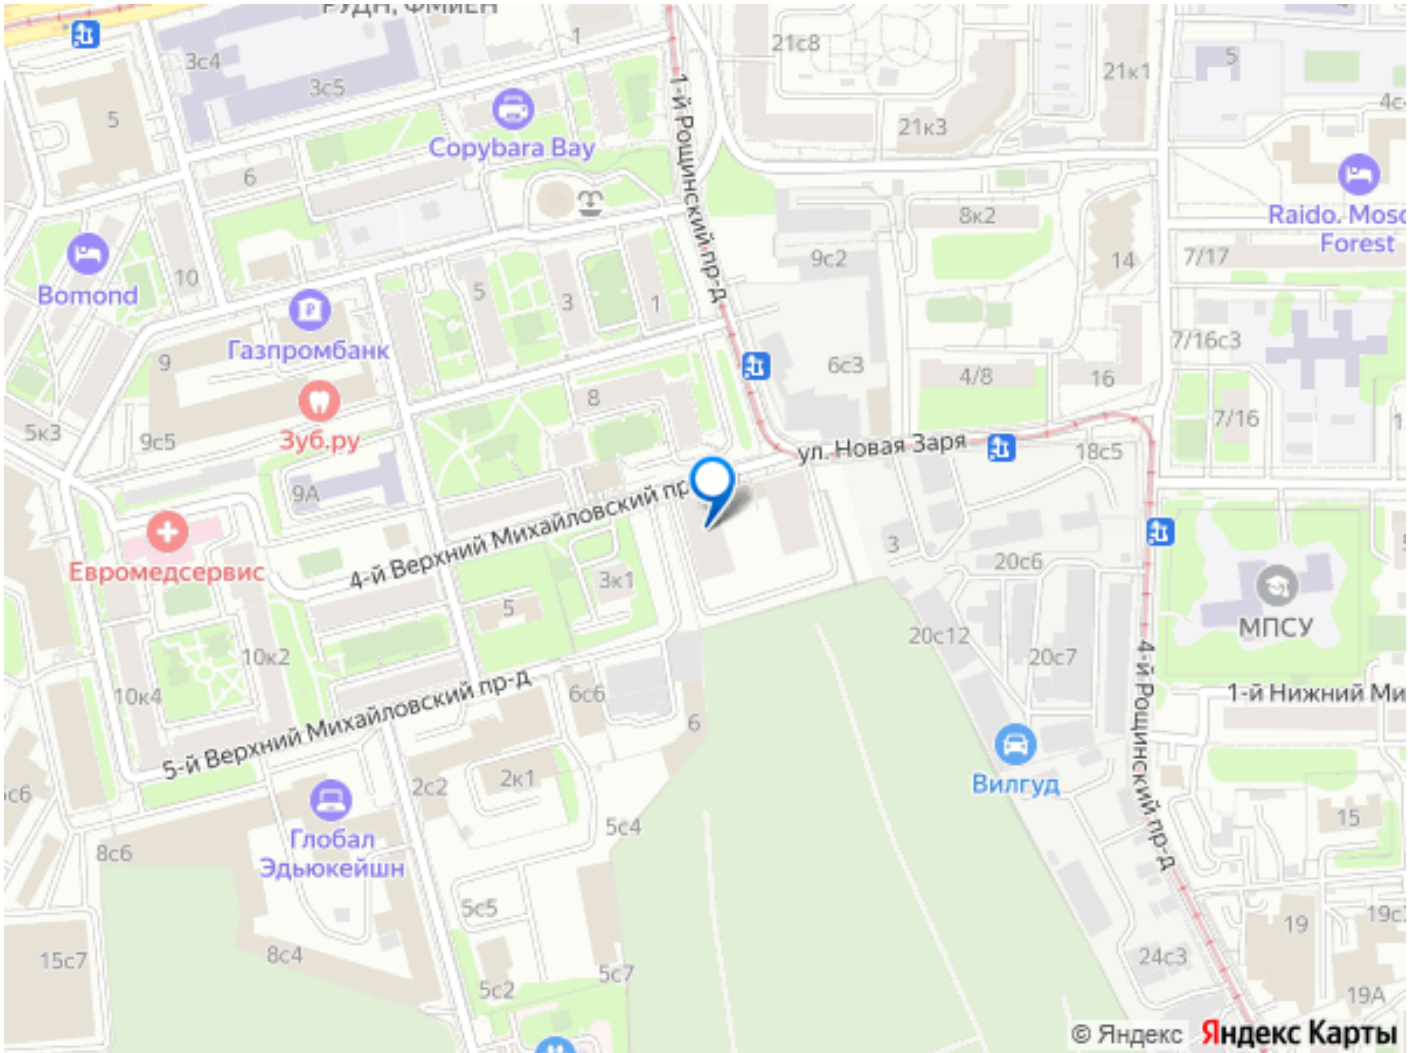 РУДН, ФМиЕН
1
21с8
3с4
3с5
5
21к1
5
4с
21к3
Copybara Bay
6
1-й Рощинский пр-д
8к2
Raido. Mosc
Forest
7/17
14
9с2
10
Bomond
5
3
1
Газпромбанк
7/16с3
9
6с3
4/8
16
8
7/16
1
Зуб.ру
5к3
9с5
ул. Новая Заря
18с5
9А
4-й Верхний Михайловский пр
3
20с6
Евромедсервис
3к1
5
МПСУ
20с12
20с7
10к2
10к4
5-й Верхний Михайловский пр-д
6с6
6
1-й Нижний Ми
4-й Рощинский пр-д
2с2
2к1
Вилгуд
с6
15
Глобал
Эдьюкейшн
5с4
8с6
5с5
19
19с3
8с4
15с7
24с3
5с7
5с2
19А
© Яндекс Яндекс Карты